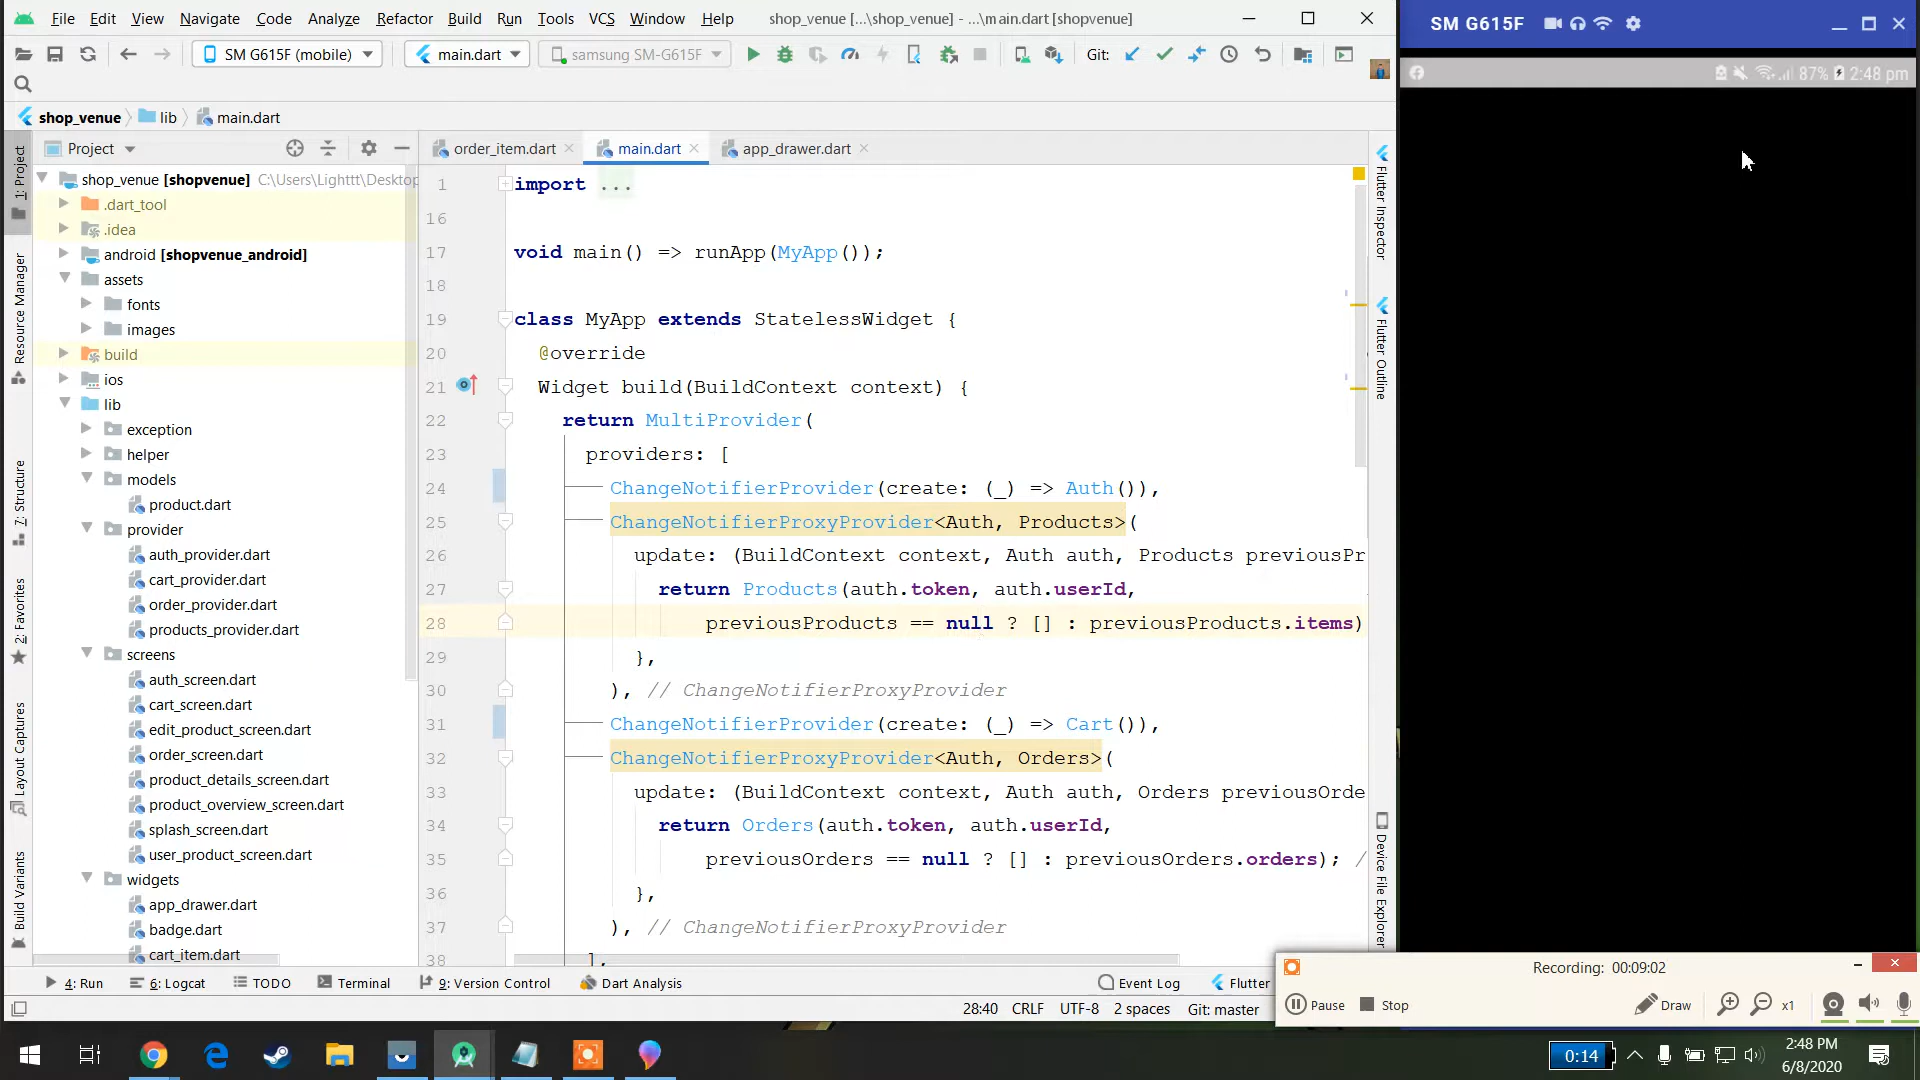 File Edit View Navigate Code Analyze Refactor Build Run Tools VCS Window Help shop_venue [...\shop_venue] - ...\main.dart [shopvenue]
SM G615F (mobile) main.dart samsung SM-G615F Git:
shop_venue lib main.dart
Project
order_item.dart main.dart app_drawer.dart
shop_venue [shopvenue] C:\Users\Lighttt\Desktop
.dart_tool
.idea
android [shopvenue_android]
assets
fonts
images
build
ios
lib
exception
helper
models
product.dart
provider
auth_provider.dart
cart_provider.dart
order_provider.dart
products_provider.dart
screens
auth_screen.dart
cart_screen.dart
edit_product_screen.dart
order_screen.dart
product_details_screen.dart
product_overview_screen.dart
splash_screen.dart
user_product_screen.dart
widgets
app_drawer.dart
badge.dart
cart_item.dart
1: Project
Resource Manager
7: Structure
2: Favorites
Layout Captures
Build Variants
1 import ...
16
17 void main() => runApp(MyApp());
18
19 class MyApp extends StatelessWidget {
20 @override
21 Widget build(BuildContext context) {
22 return MultiProvider(
23 providers: [
24 ChangeNotifierProvider(create: (_) => Auth()),
25 ChangeNotifierProxyProvider<Auth, Products>(
26 update: (BuildContext context, Auth auth, Products previousPr
27 return Products(auth.token, auth.userId,
28 previousProducts == null ? [] : previousProducts.items)
29 },
30 ), // ChangeNotifierProxyProvider
31 ChangeNotifierProvider(create: (_) => Cart()),
32 ChangeNotifierProxyProvider<Auth, Orders>(
33 update: (BuildContext context, Auth auth, Orders previousOrde
34 return Orders(auth.token, auth.userId,
35 previousOrders == null ? [] : previousOrders.orders); /
36 },
37 ), // ChangeNotifierProxyProvider
38 ],
Flutter Inspector
Flutter Outline
Device File Explorer
4: Run 6: Logcat TODO Terminal 9: Version Control Dart Analysis Event Log Flutter
28:40 CRLF UTF-8 2 spaces Git: master
SM G615F
87% 2:48 pm
Recording: 00:09:02
Pause Stop Draw x1
0:14
2:48 PM
6/8/2020